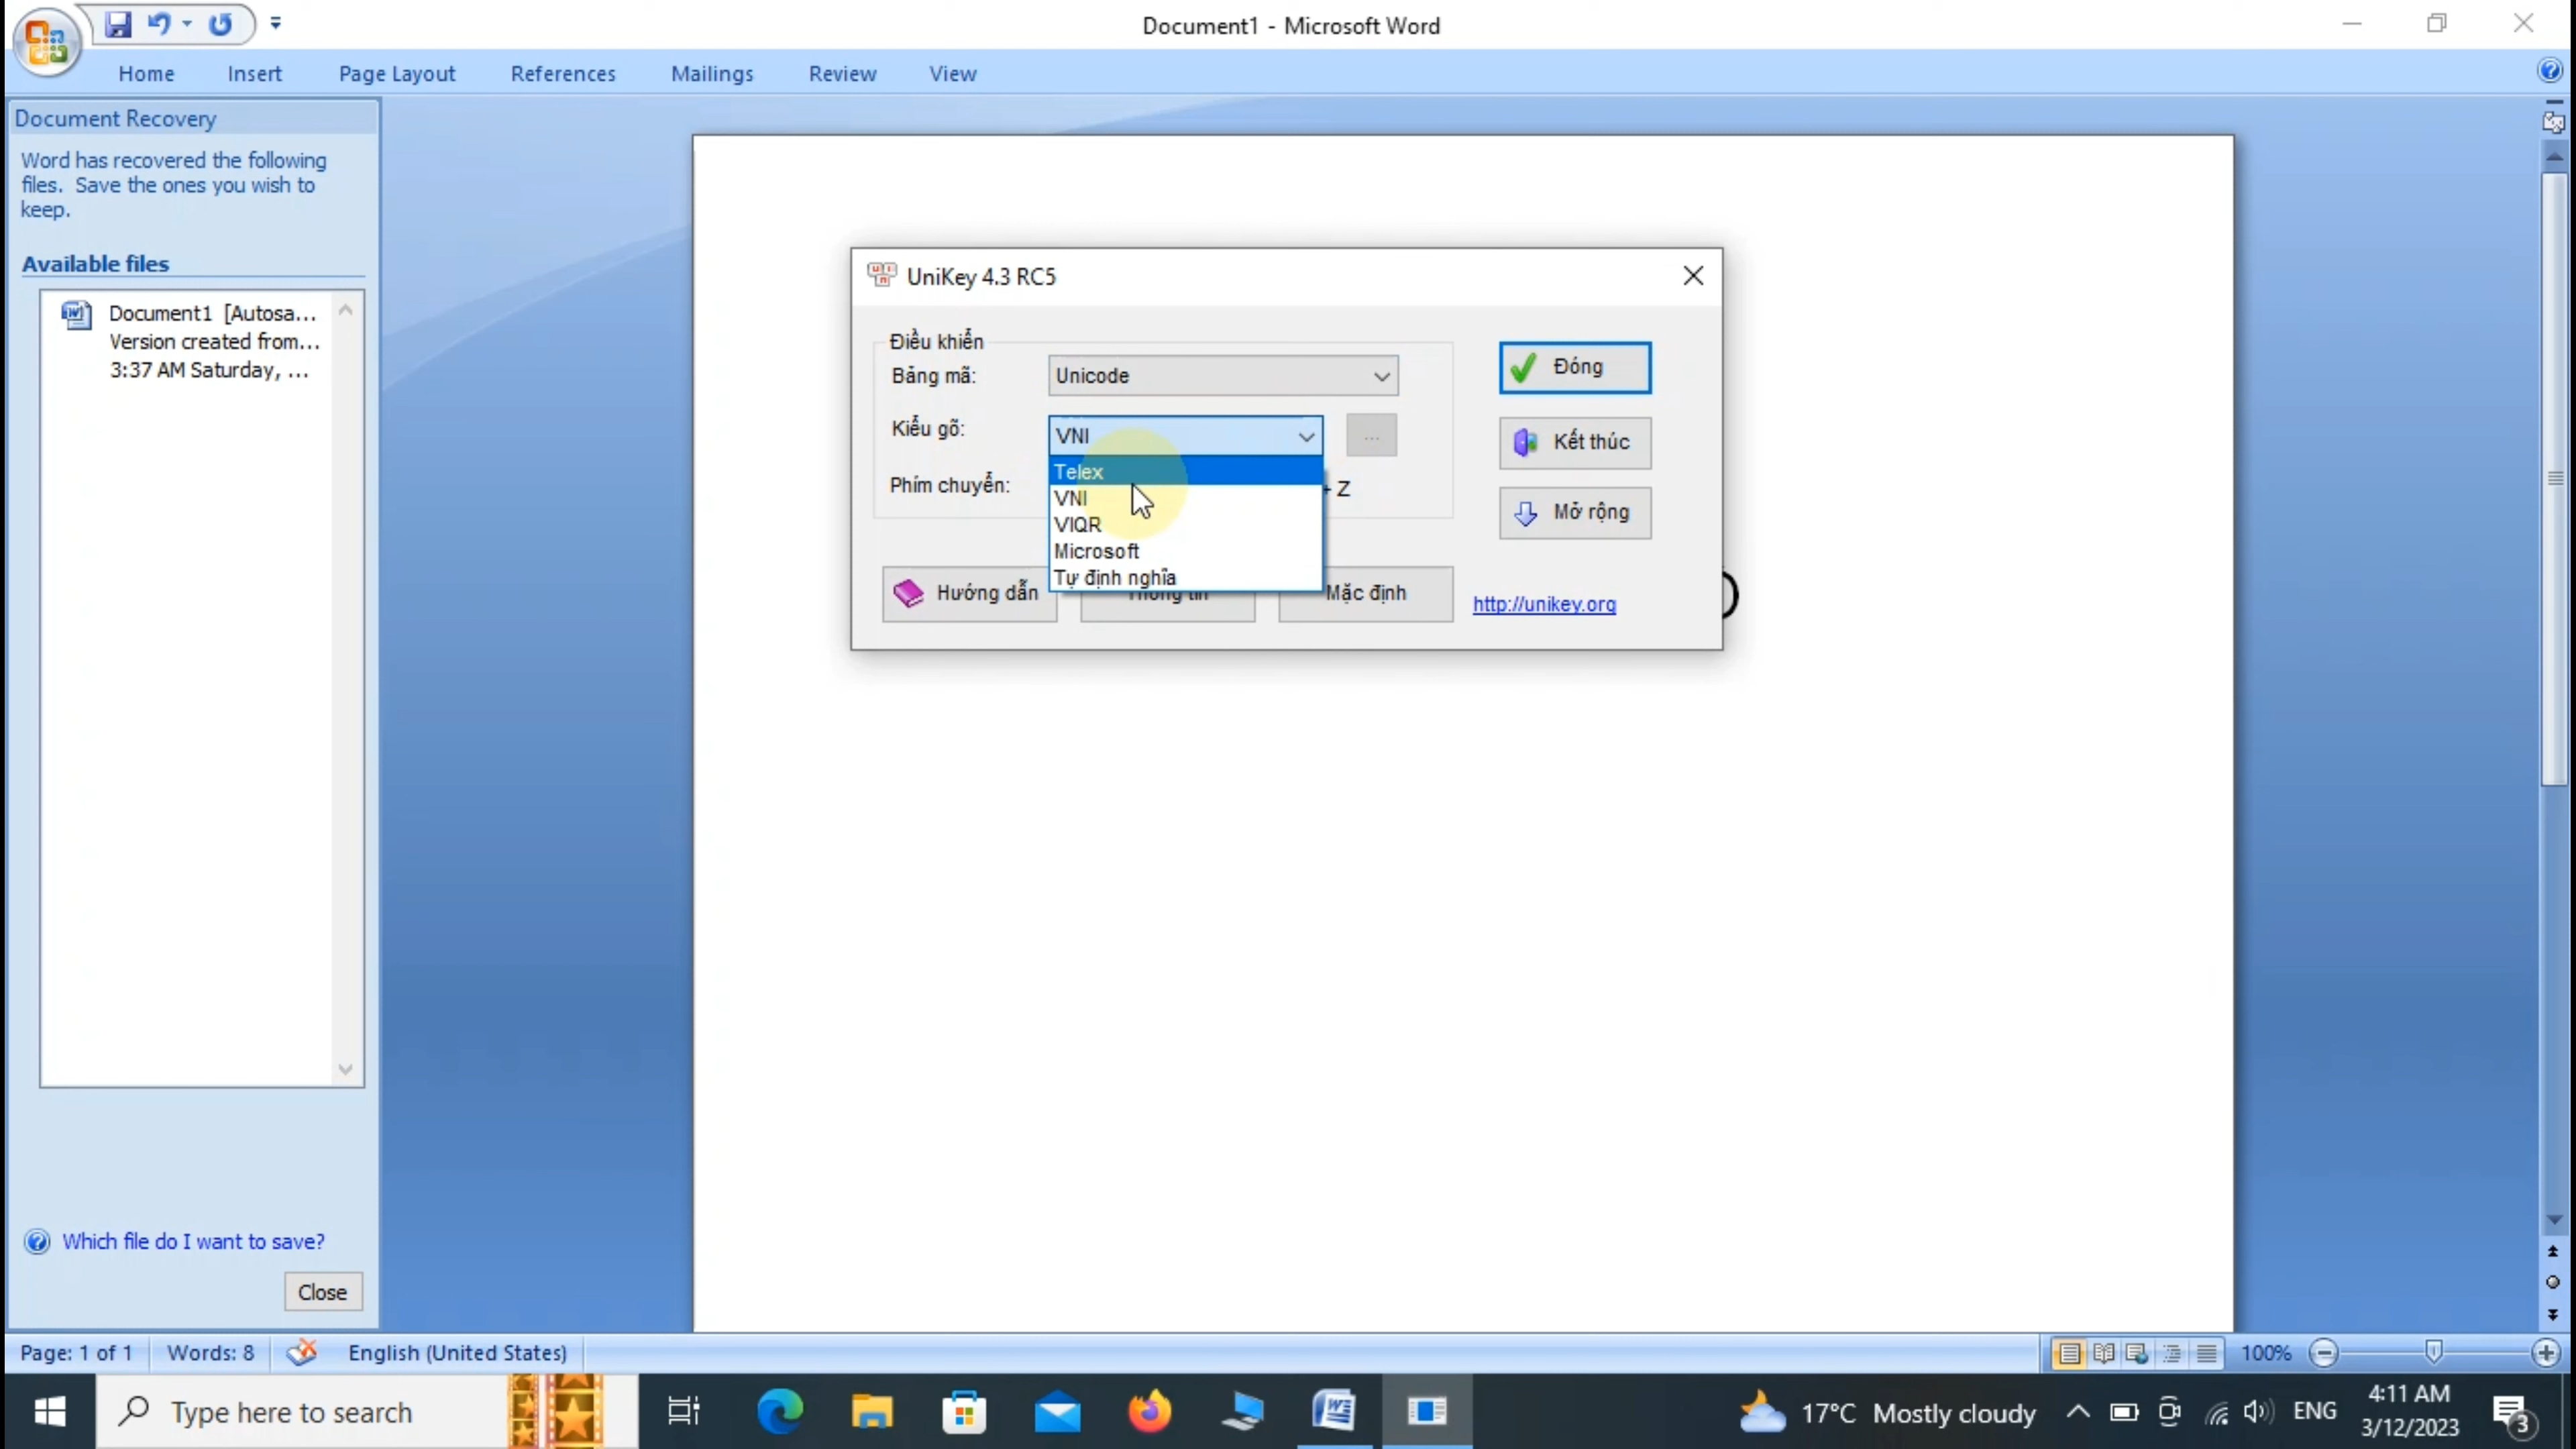 Document1 - Microsoft Word
Home Insert Page Layout References Mailings Review View
Document Recovery
Word has recovered the following
files. Save the ones you wish to
keep.
Available files
Document1 [Autosa...
Version created from...
3:37 AM Saturday, ...
Which file do I want to save?
Close
UniKey 4.3 RC5
Điều khiển
Bảng mã: Unicode
Kiểu gõ: VNI ...
Phím chuyển: + Z
Telex
VNI
VIQR
Microsoft
Tự định nghĩa
Đóng
Kết thúc
Mở rộng
Hướng dẫn Thông tin Mặc định http://unikey.org
Page: 1 of 1 Words: 8 English (United States) 100%
Type here to search 17°C Mostly cloudy ENG 4:11 AM
3/12/2023 3